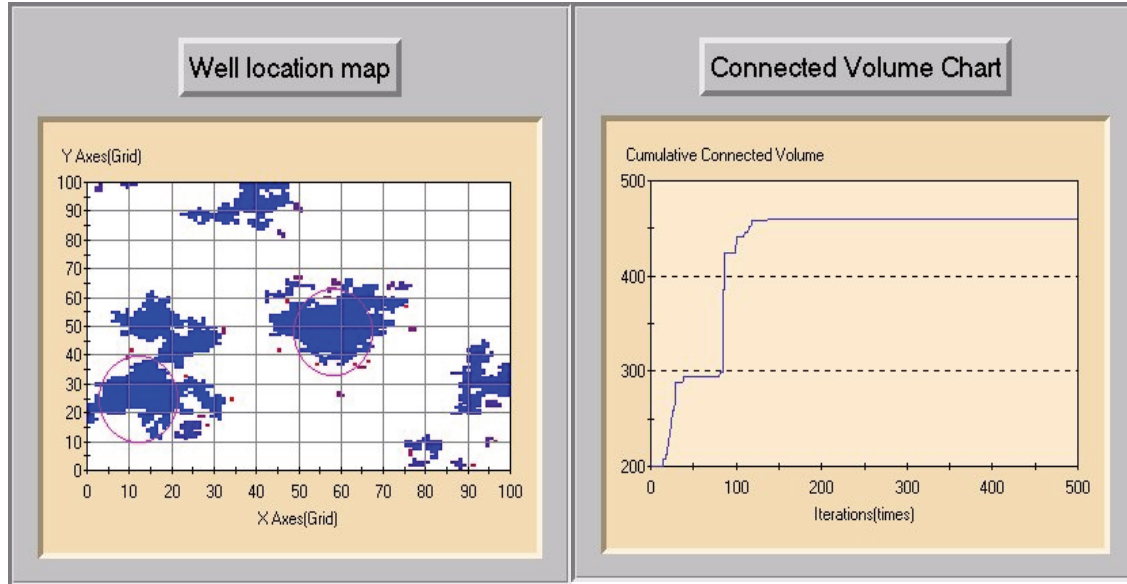 Well location map
Y Axes(Grid)
100
90
80
70
60
50
40
30
20
10
0
0 10 20 30 40 50 60 70 80 90 100
X Axes(Grid)
Connected Volume Chart
Cumulative Connected Volume
500
400
300
200
0 100 200 300 400 500
Iterations(times)